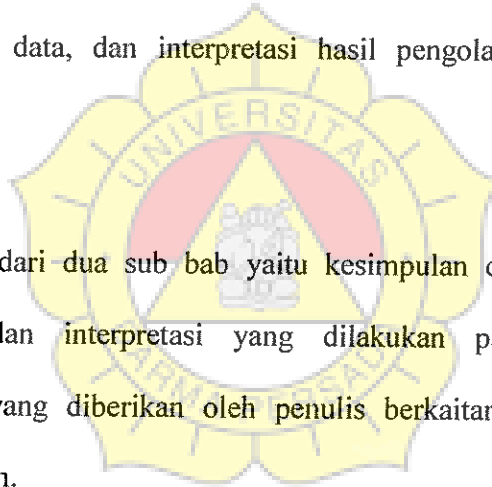 data, dan interpretasi hasil pengola
UNIVERSITAS
dari dua sub bab yaitu kesimpulan
dan interpretasi yang dilakukan
yang diberikan oleh penulis berkaitan